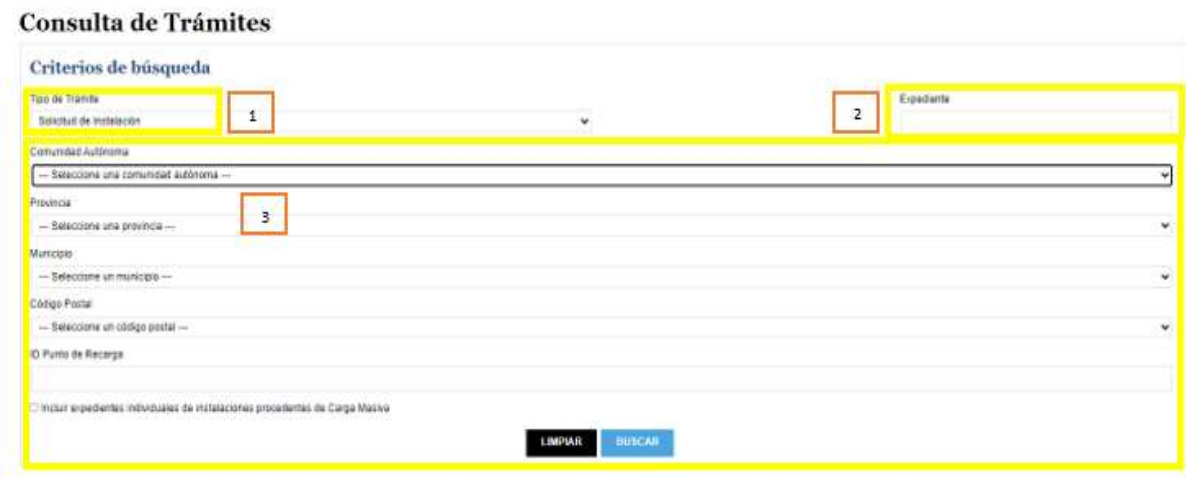 Consulta de Trámites
Criterios de búsqueda
Tipo de Trámite
1
2
Expediente
Solicitud de Instalación
Comunidad Autónoma
--- Seleccione una comunidad autónoma ---
Provincia
3
--- Seleccione una provincia ---
Municipio
--- Seleccione un municipio ---
Código Postal
--- Seleccione un código postal ---
ID Punto de Recarga
Incluir expedientes individuales de instalaciones procedentes de Carga Masiva
LIMPIAR BUSCAR